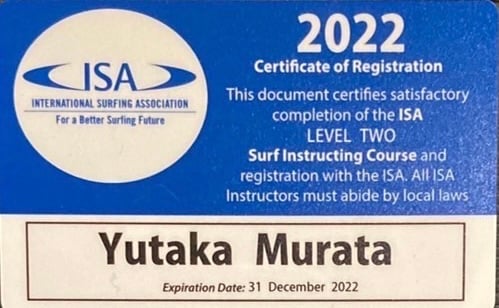 ISA
INTERNATIONAL SURFING ASSOCIATION
For a Better Surfing Future
2022
Certificate of Registration
This document certifies satisfactory
completion of the ISA
LEVEL TWO
Surf Instructing Course and
registration with the ISA. All ISA
Instructors must abide by local laws
Yutaka Murata
Expiration Date: 31 December 2022